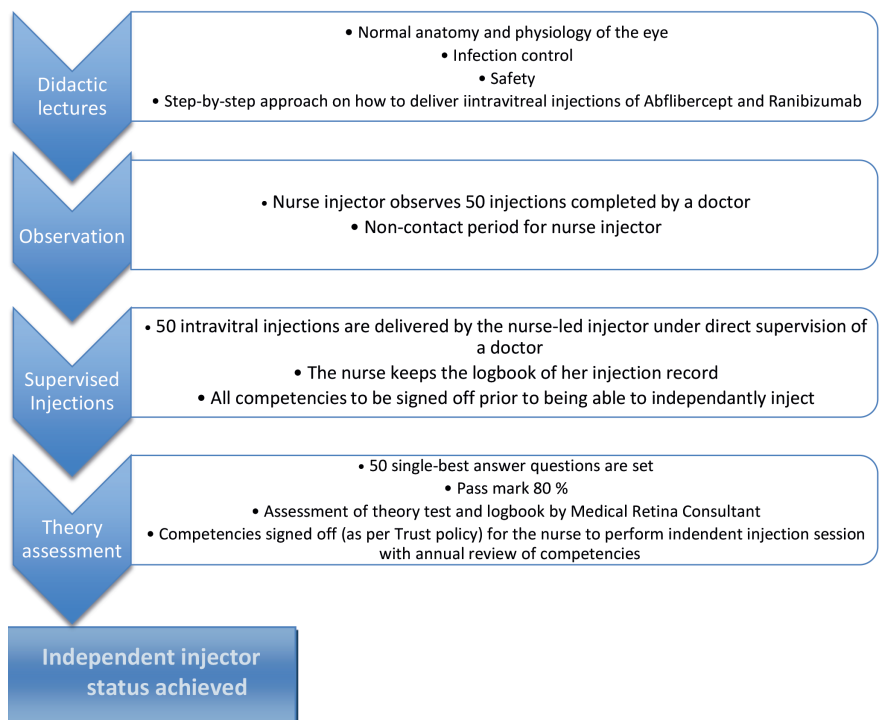 Didactic
lectures
• Normal anatomy and physiology of the eye
• Infection control
• Safety
• Step-by-step approach on how to deliver iintravitreal injections of Abflibercept and Ranibizumab
Observation
• Nurse injector observes 50 injections completed by a doctor
• Non-contact period for nurse injector
Supervised
Injections
• 50 intravitral injections are delivered by the nurse-led injector under direct supervision of
a doctor
• The nurse keeps the logbook of her injection record
• All competencies to be signed off prior to being able to independantly inject
Theory
assessment
• 50 single-best answer questions are set
• Pass mark 80 %
• Assessment of theory test and logbook by Medical Retina Consultant
• Competencies signed off (as per Trust policy) for the nurse to perform indendent injection session
with annual review of competencies
Independent injector
status achieved